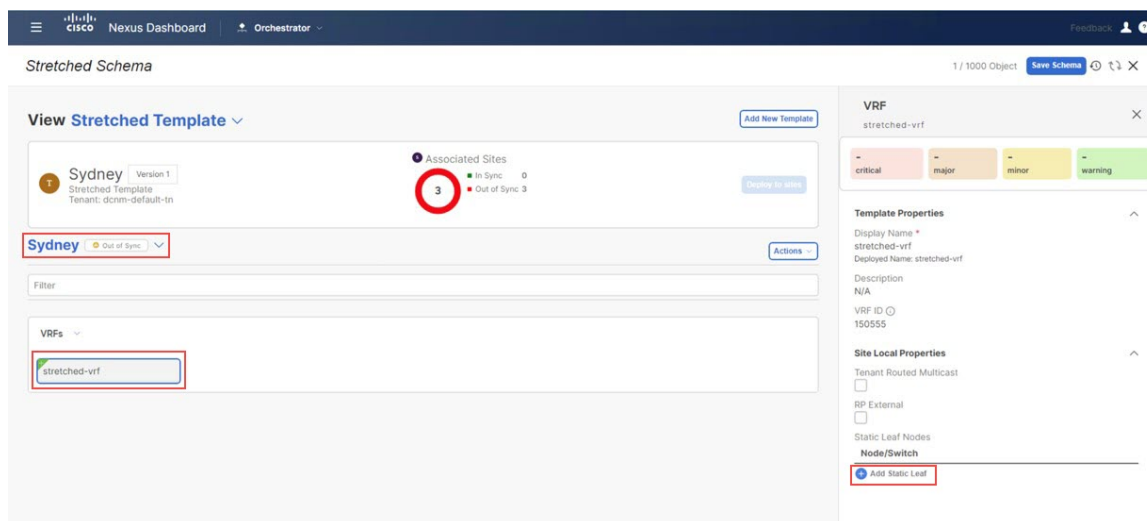 cisco Nexus Dashboard Orchestrator Feedback
Stretched Schema 1 / 1000 Object Save Schema
View Stretched Template Add New Template
T Sydney Version 1
Stretched Template
Tenant: dcnm-default-tn
Associated Sites
3
In Sync 0
Out of Sync 3
Deploy to sites
Sydney Out of Sync
Actions
Filter
VRFs
stretched-vrf
VRF
stretched-vrf
- - - -
critical major minor warning
Template Properties
Display Name *
stretched-vrf
Deployed Name: stretched-vrf
Description
N/A
VRF ID
150555
Site Local Properties
Tenant Routed Multicast
RP External
Static Leaf Nodes
Node/Switch
Add Static Leaf